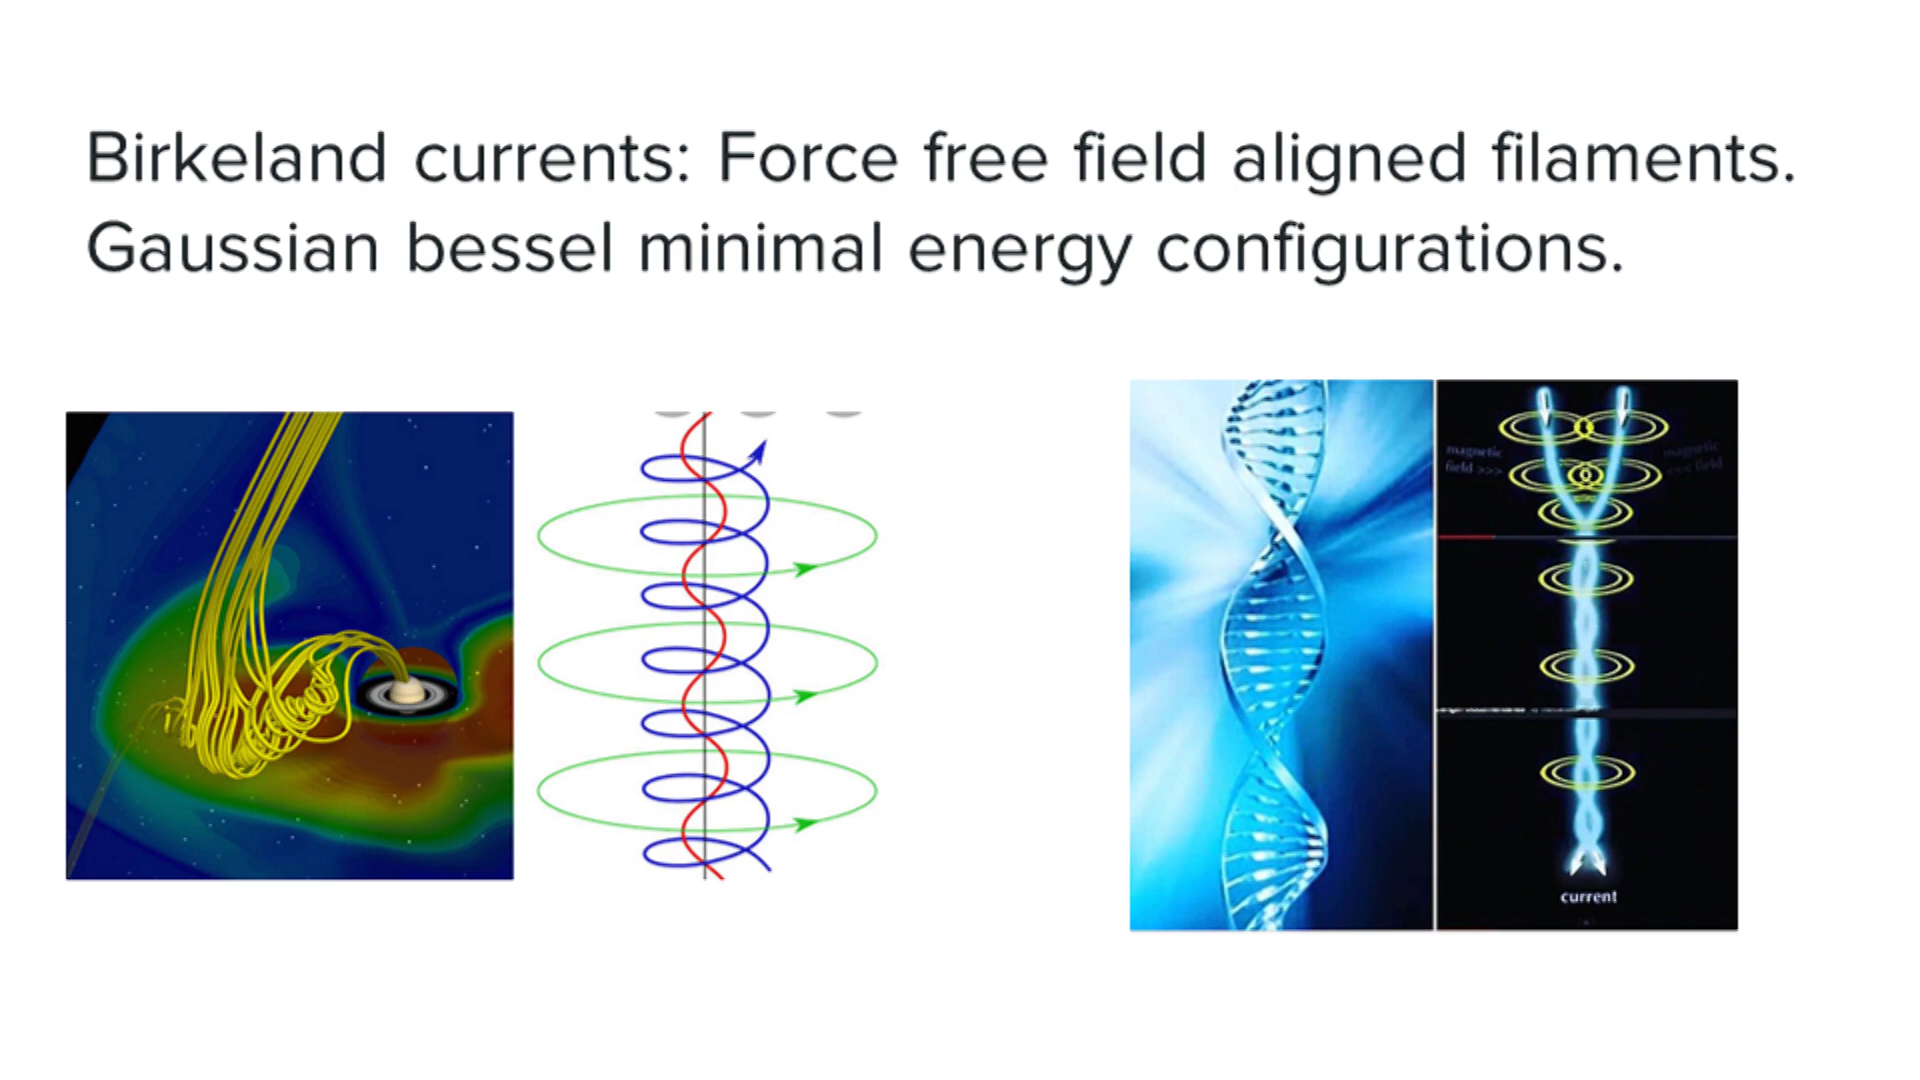 Birkeland currents: Force free field aligned filaments.
Gaussian bessel minimal energy configurations.
magnetic
field >>>
magnetic
<<< field
current